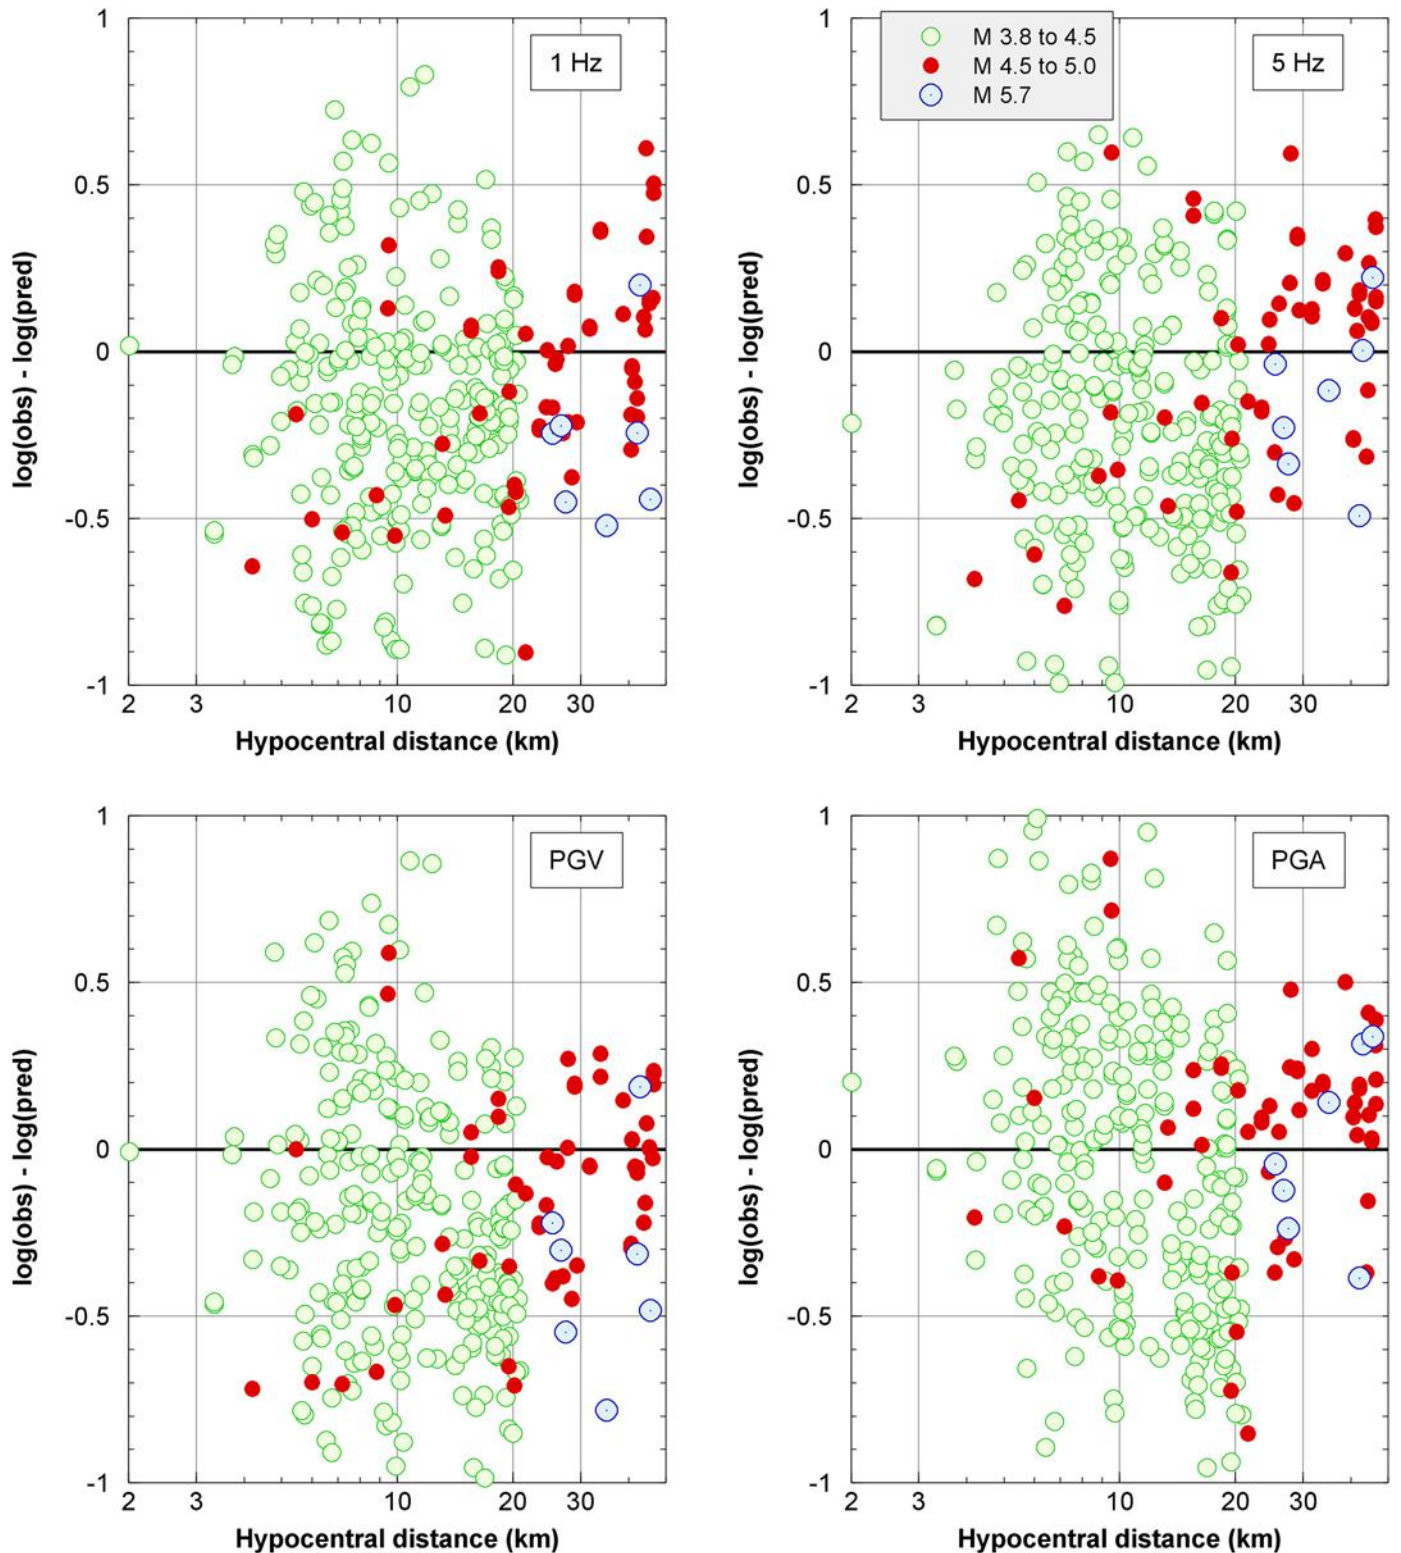 1 Hz
1
0.5
0
-0.5
-1
log(obs) - log(pred)
2 3 10 20 30
Hypocentral distance (km)
M 3.8 to 4.5
M 4.5 to 5.0
M 5.7
5 Hz
1
0.5
0
-0.5
-1
log(obs) - log(pred)
2 3 10 20 30
Hypocentral distance (km)
PGV
1
0.5
0
-0.5
-1
log(obs) - log(pred)
2 3 10 20 30
Hypocentral distance (km)
PGA
1
0.5
0
-0.5
-1
log(obs) - log(pred)
2 3 10 20 30
Hypocentral distance (km)